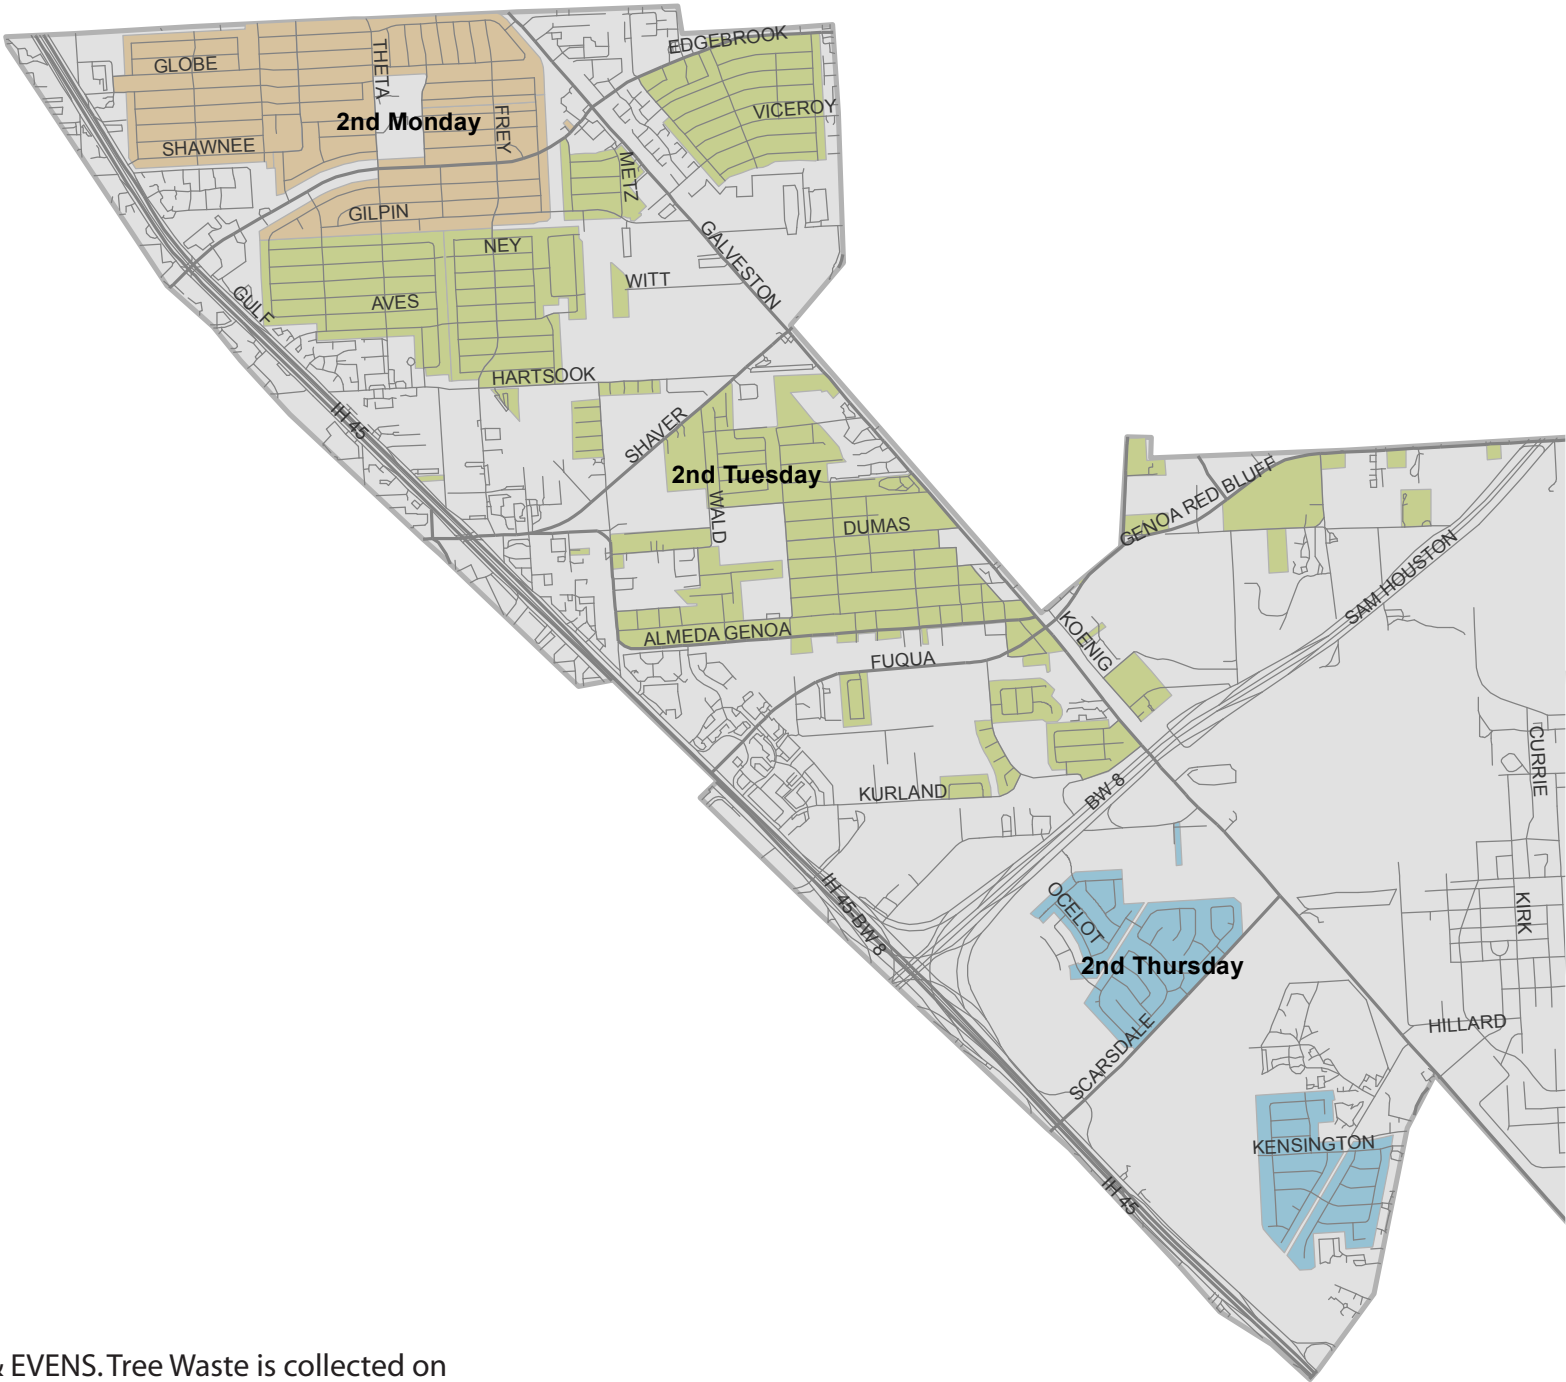 EDGEBROOK
GLOBE
THETA
VICEROY
2nd Monday
FREY
SHAWNEE
METZ
GILPIN
GALVESTON
NEY
WITT
GULF
AVES
HARTSOOK
IH 45
SHAVER
2nd Tuesday
WALD
DUMAS
GENOA RED BLUFF
SAM HOUSTON
ALMEDA GENOA
KOENIG
FUQUA
CURRIE
KURLAND
BW 8
IH 45-BW 8
OCELOT
KIRK
2nd Thursday
HILLARD
SCARSDALE
KENSINGTON
IH 45
& EVENS. Tree Waste is collected on